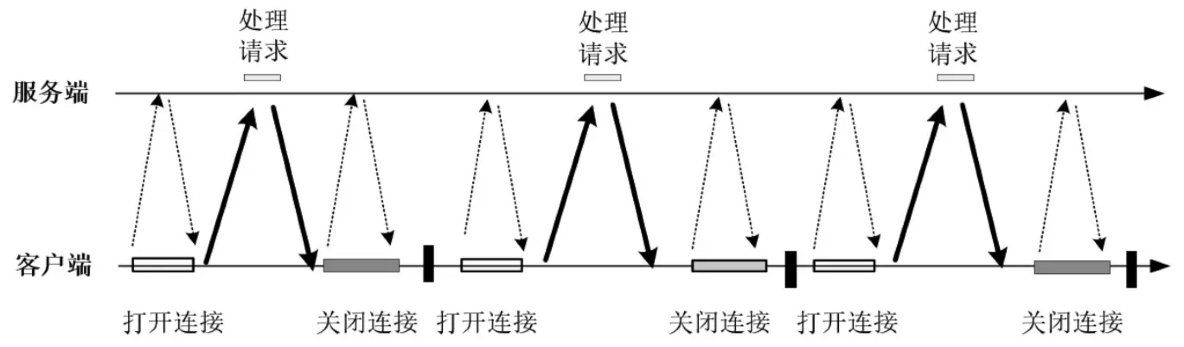 处理
请求
处理
请求
处理
请求
服务端
客户端
打开连接
关闭连接
打开连接
关闭连接
打开连接
关闭连接